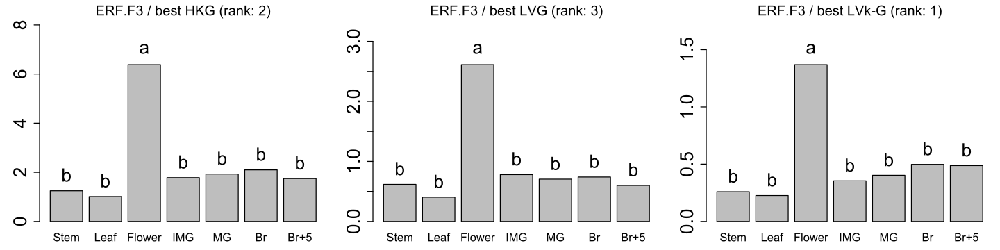 ERF.F3 / best HKG (rank: 2)
8
6
4
2
0
a
b b b b b b
Stem Leaf Flower IMG MG Br Br+5
ERF.F3 / best LVG (rank: 3)
3.0
2.0
1.0
0.0
a
b b b b b b
Stem Leaf Flower IMG MG Br Br+5
ERF.F3 / best LVk-G (rank: 1)
1.5
1.0
0.5
0.0
a
b b b b b b
Stem Leaf Flower IMG MG Br Br+5